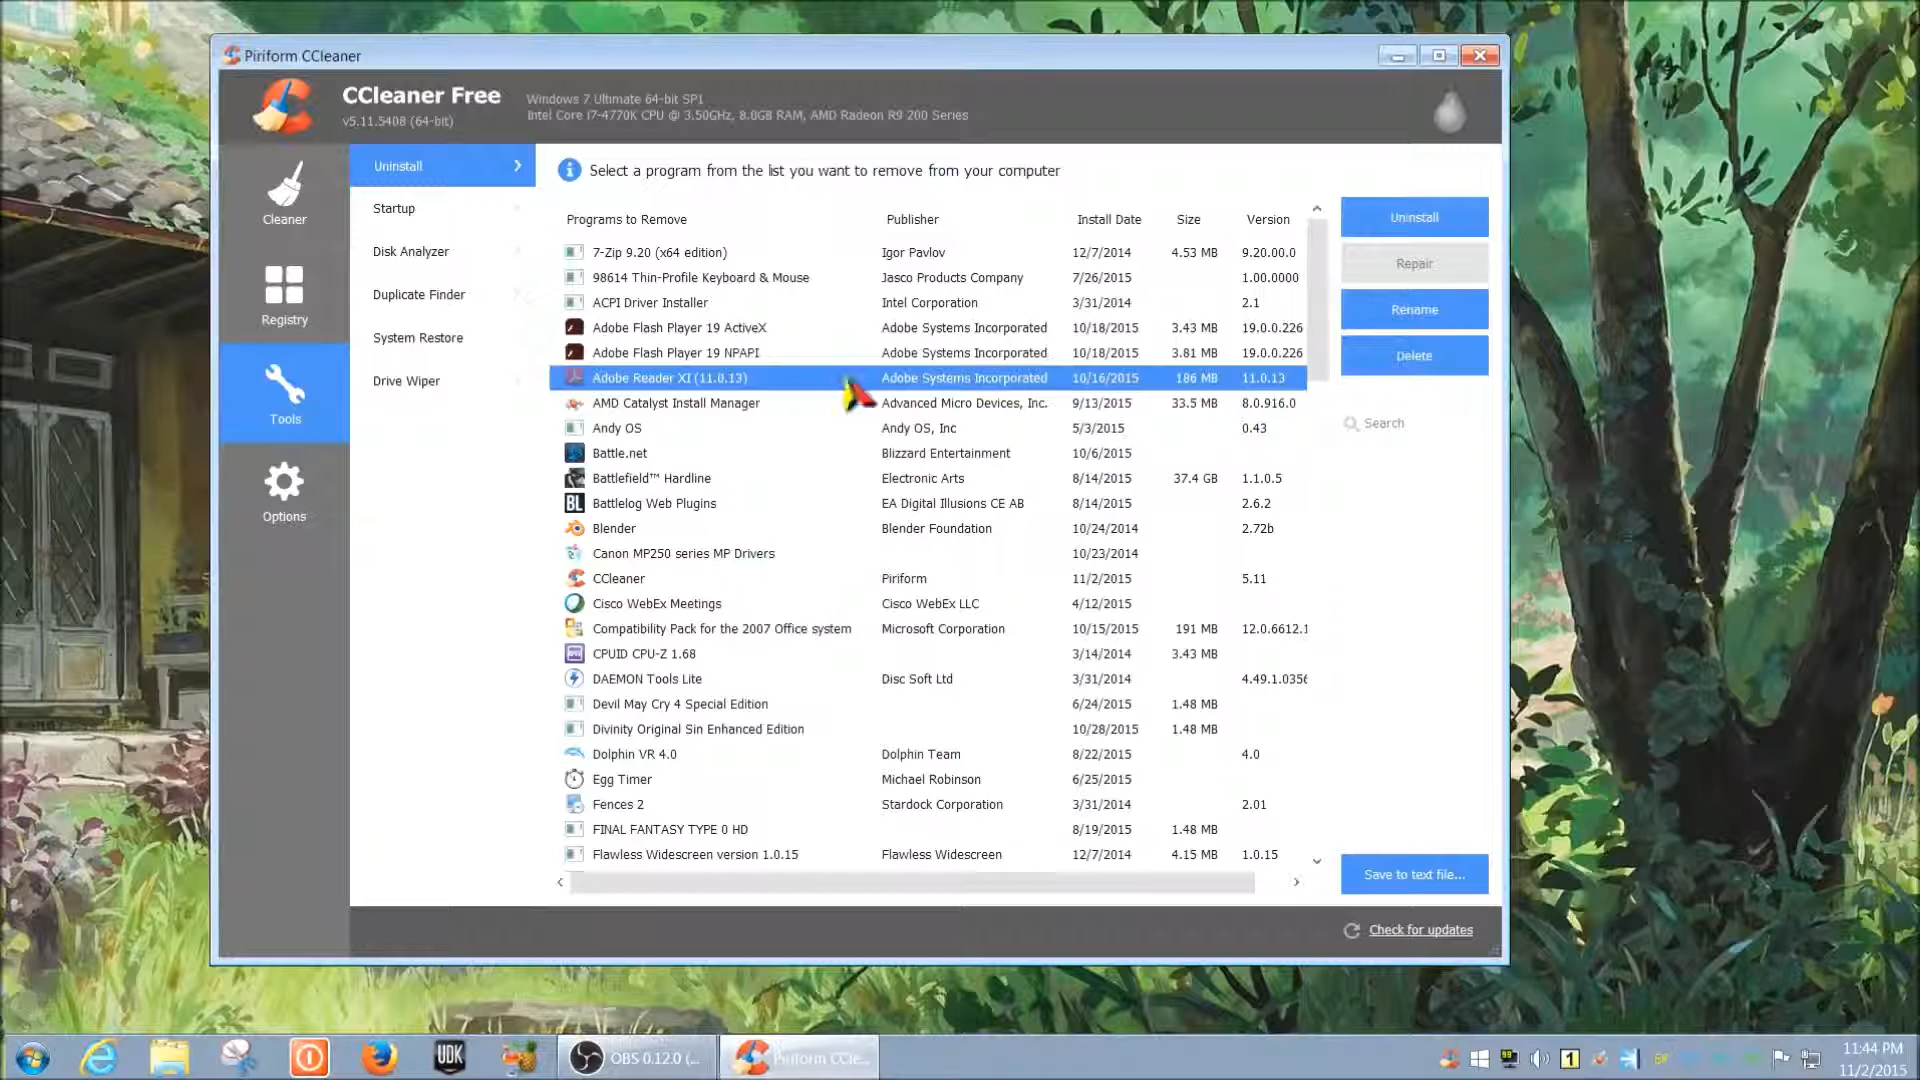 Piriform CCleaner
CCleaner Free
v5.11.5408 (64-bit)
Windows 7 Ultimate 64-bit SP1
Intel Core i7-4770K CPU @ 3.50GHz, 8.0GB RAM, AMD Radeon R9 200 Series
Cleaner
Registry
Tools
Options
Uninstall
Startup
Disk Analyzer
Duplicate Finder
System Restore
Drive Wiper
Select a program from the list you want to remove from your computer
Programs to Remove Publisher Install Date Size Version
7-Zip 9.20 (x64 edition) Igor Pavlov 12/7/2014 4.53 MB 9.20.00.0
98614 Thin-Profile Keyboard & Mouse Jasco Products Company 7/26/2015 1.00.0000
ACPI Driver Installer Intel Corporation 3/31/2014 2.1
Adobe Flash Player 19 ActiveX Adobe Systems Incorporated 10/18/2015 3.43 MB 19.0.0.226
Adobe Flash Player 19 NPAPI Adobe Systems Incorporated 10/18/2015 3.81 MB 19.0.0.226
Adobe Reader XI (11.0.13) Adobe Systems Incorporated 10/16/2015 186 MB 11.0.13
AMD Catalyst Install Manager Advanced Micro Devices, Inc. 9/13/2015 33.5 MB 8.0.916.0
Andy OS Andy OS, Inc 5/3/2015 0.43
Battle.net Blizzard Entertainment 10/6/2015
Battlefield™ Hardline Electronic Arts 8/14/2015 37.4 GB 1.1.0.5
Battlelog Web Plugins EA Digital Illusions CE AB 8/14/2015 2.6.2
Blender Blender Foundation 10/24/2014 2.72b
Canon MP250 series MP Drivers 10/23/2014
CCleaner Piriform 11/2/2015 5.11
Cisco WebEx Meetings Cisco WebEx LLC 4/12/2015
Compatibility Pack for the 2007 Office system Microsoft Corporation 10/15/2015 191 MB 12.0.6612.1
CPUID CPU-Z 1.68 3/14/2014 3.43 MB
DAEMON Tools Lite Disc Soft Ltd 3/31/2014 4.49.1.0356
Devil May Cry 4 Special Edition 6/24/2015 1.48 MB
Divinity Original Sin Enhanced Edition 10/28/2015 1.48 MB
Dolphin VR 4.0 Dolphin Team 8/22/2015 4.0
Egg Timer Michael Robinson 6/25/2015
Fences 2 Stardock Corporation 3/31/2014 2.01
FINAL FANTASY TYPE 0 HD 8/19/2015 1.48 MB
Flawless Widescreen version 1.0.15 Flawless Widescreen 12/7/2014 4.15 MB 1.0.15
Uninstall
Repair
Rename
Delete
Search
Save to text file...
Check for updates
BL
UDK
OBS 0.12.0 (...
Piriform CCle...
1
11:44 PM
11/2/2015